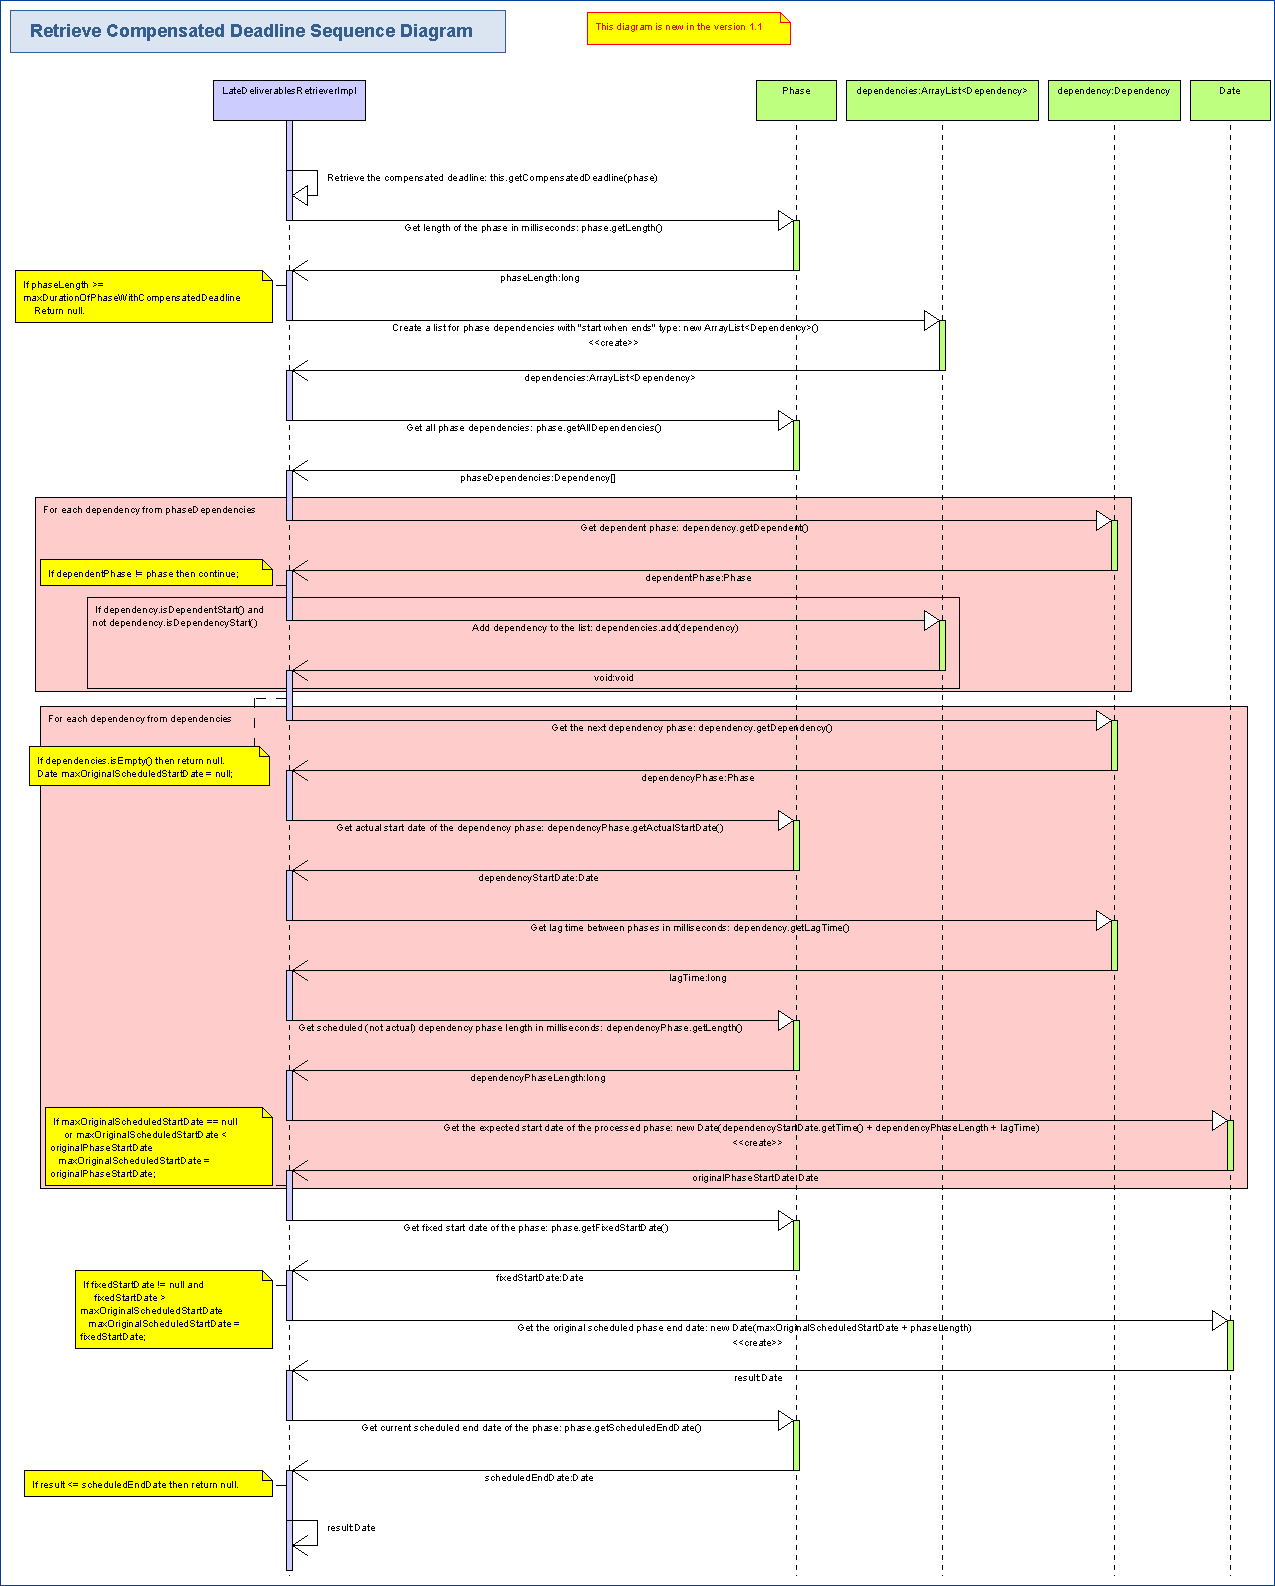 Retrieve Compensated Deadline Sequence Diagram
This diagram is new in the version 1.1
LateDeliverablesRetrieverImpl
Phase
dependencies:ArrayList<Dependency>
dependency:Dependency
Date
Retrieve the compensated deadline: this.getCompensatedDeadline(phase)
Get length of the phase in milliseconds: phase.getLength()
phaseLength:long
If phaseLength >=
maxDurationOfPhaseWithCompensatedDeadline
Return null.
Create a list for phase dependencies with "start when ends" type: new ArrayList<Dependency>()
<<create>>
dependencies:ArrayList<Dependency>
Get all phase dependencies: phase.getAllDependencies()
phaseDependencies:Dependency[]
For each dependency from phaseDependencies
Get dependent phase: dependency.getDependent()
If dependentPhase != phase then continue;
dependentPhase:Phase
If dependency.isDependentStart() and
not dependency.isDependencyStart()
Add dependency to the list: dependencies.add(dependency)
void:void
For each dependency from dependencies
Get the next dependency phase: dependency.getDependency()
If dependencies.isEmpty() then return null.
Date maxOriginalScheduledStartDate = null;
dependencyPhase:Phase
Get actual start date of the dependency phase: dependencyPhase.getActualStartDate()
dependencyStartDate:Date
Get lag time between phases in milliseconds: dependency.getLagTime()
lagTime:long
Get scheduled (not actual) dependency phase length in milliseconds: dependencyPhase.getLength()
dependencyPhaseLength:long
If maxOriginalScheduledStartDate == null
or maxOriginalScheduledStartDate <
originalPhaseStartDate
maxOriginalScheduledStartDate =
originalPhaseStartDate;
Get the expected start date of the processed phase: new Date(dependencyStartDate.getTime() + dependencyPhaseLength + lagTime)
<<create>>
originalPhaseStartDate:Date
Get fixed start date of the phase: phase.getFixedStartDate()
fixedStartDate:Date
If fixedStartDate != null and
fixedStartDate >
maxOriginalScheduledStartDate
maxOriginalScheduledStartDate =
fixedStartDate;
Get the original scheduled phase end date: new Date(maxOriginalScheduledStartDate + phaseLength)
<<create>>
result:Date
Get current scheduled end date of the phase: phase.getScheduledEndDate()
scheduledEndDate:Date
If result <= scheduledEndDate then return null.
result:Date